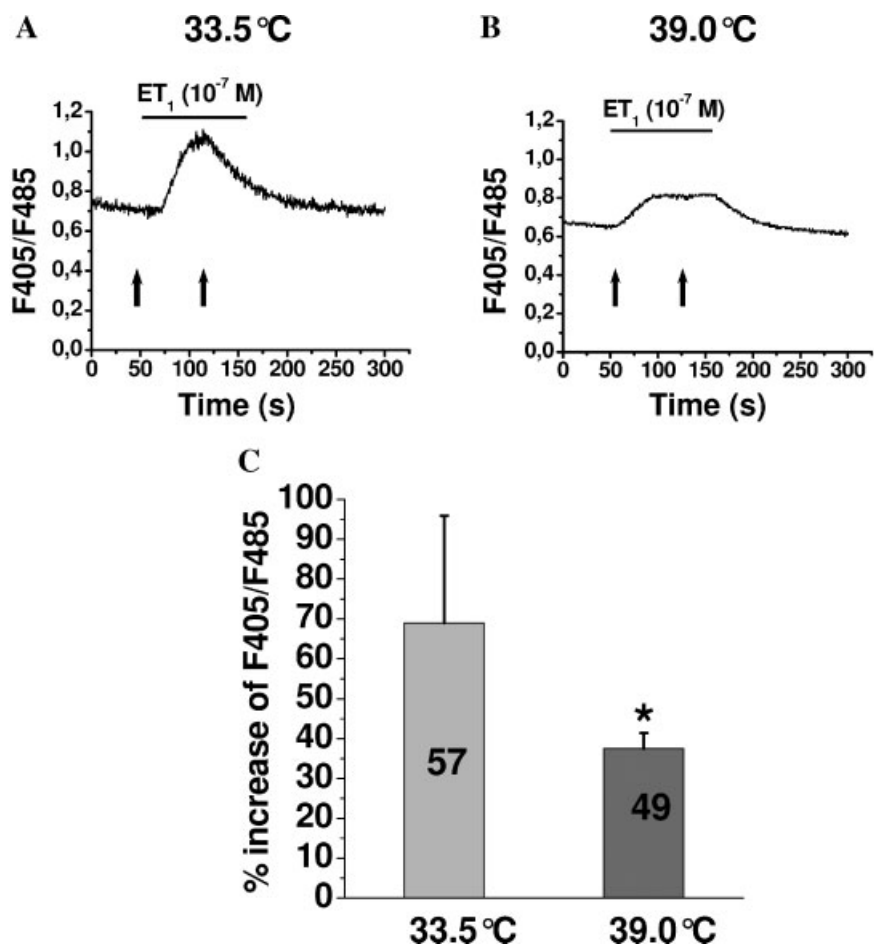 A
33.5°C
ET1 (10-7 M)
F405/F485
1,2
1,0
0,8
0,6
0,4
0,2
0,0
0 50 100 150 200 250 300
Time (s)
B
39.0°C
ET1 (10-7 M)
F405/F485
1,2
1,0
0,8
0,6
0,4
0,2
0,0
0 50 100 150 200 250 300
Time (s)
C
% increase of F405/F485
100
90
80
70
60
50
40
30
20
10
0
57
*
49
33.5°C 39.0°C